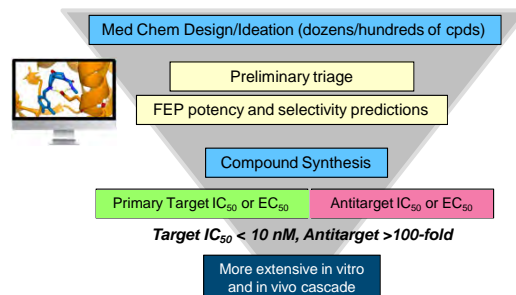 Med Chem Design/Ideation (dozens/hundreds of cpds)
Preliminary triage
FEP potency and selectivity predictions
Compound Synthesis
Primary Target IC50 or EC50
Antitarget IC50 or EC50
Target IC50 < 10 nM, Antitarget >100-fold
More extensive in vitro
and in vivo cascade